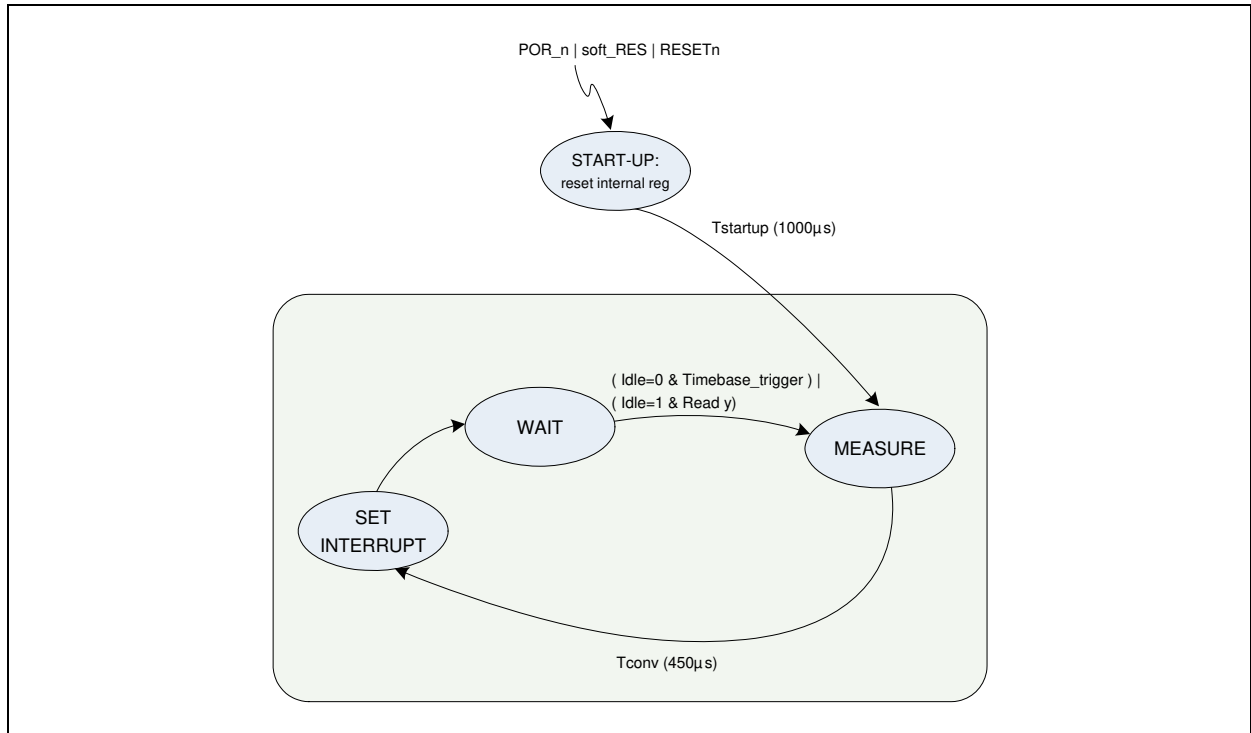 POR_n | soft_RES | RESETn
START-UP:
reset internal reg
Tstartup (1000µs)
( Idle=0 & Timebase_trigger ) |
( Idle=1 & Read y)
WAIT
MEASURE
SET
INTERRUPT
Tconv (450µs)